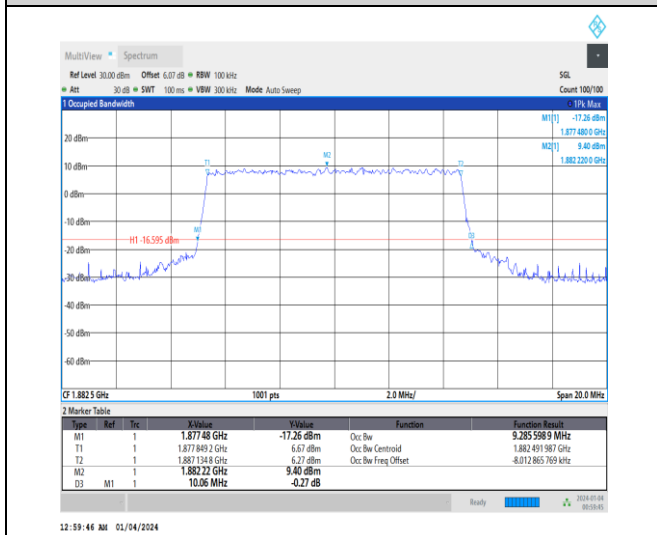 MultiView Spectrum
Ref Level 30.00 dBm Offset 6.07 dB RBW 100 kHz SGL
Att 30 dB SWT 100 ms VBW 300 kHz Mode Auto Sweep Count 100/100
1 Occupied Bandwidth 1Pk Max
M1[1] -17.26 dBm
1.877 480 0 GHz
M2[1] 9.40 dBm
1.882 220 0 GHz
20 dBm
M2
T1 T2
10 dBm
0 dBm
-10 dBm
M1 D3
H1 -16.595 dBm
-20 dBm
-30 dBm
-40 dBm
-50 dBm
-60 dBm
CF 1.882 5 GHz 1001 pts 2.0 MHz/ Span 20.0 MHz
2 Marker Table
Type Ref Trc X-Value Y-Value Function Function Result
M1 1 1.877 48 GHz -17.26 dBm Occ Bw 9.285 598 9 MHz
T1 1 1.877 849 2 GHz 6.67 dBm Occ Bw Centroid 1.882 491 987 GHz
T2 1 1.887 134 8 GHz 6.27 dBm Occ Bw Freq Offset -8.012 865 769 kHz
M2 1 1.882 22 GHz 9.40 dBm
D3 M1 1 10.06 MHz -0.27 dB
Ready 2024-01-04
00:59:45
12:59:46 AM 01/04/2024